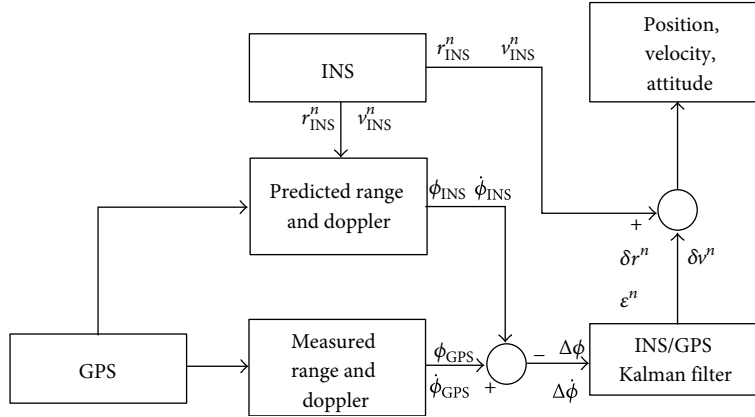 Position,
velocity,
attitude
INS
r^n_INS v^n_INS
r^n_INS v^n_INS
Predicted range
and doppler
ϕ_INS ϕ̇_INS
+
δr^n δv^n
ε^n
GPS
Measured
range and
doppler
ϕ_GPS
ϕ̇_GPS
+
− Δϕ
Δϕ̇
INS/GPS
Kalman filter